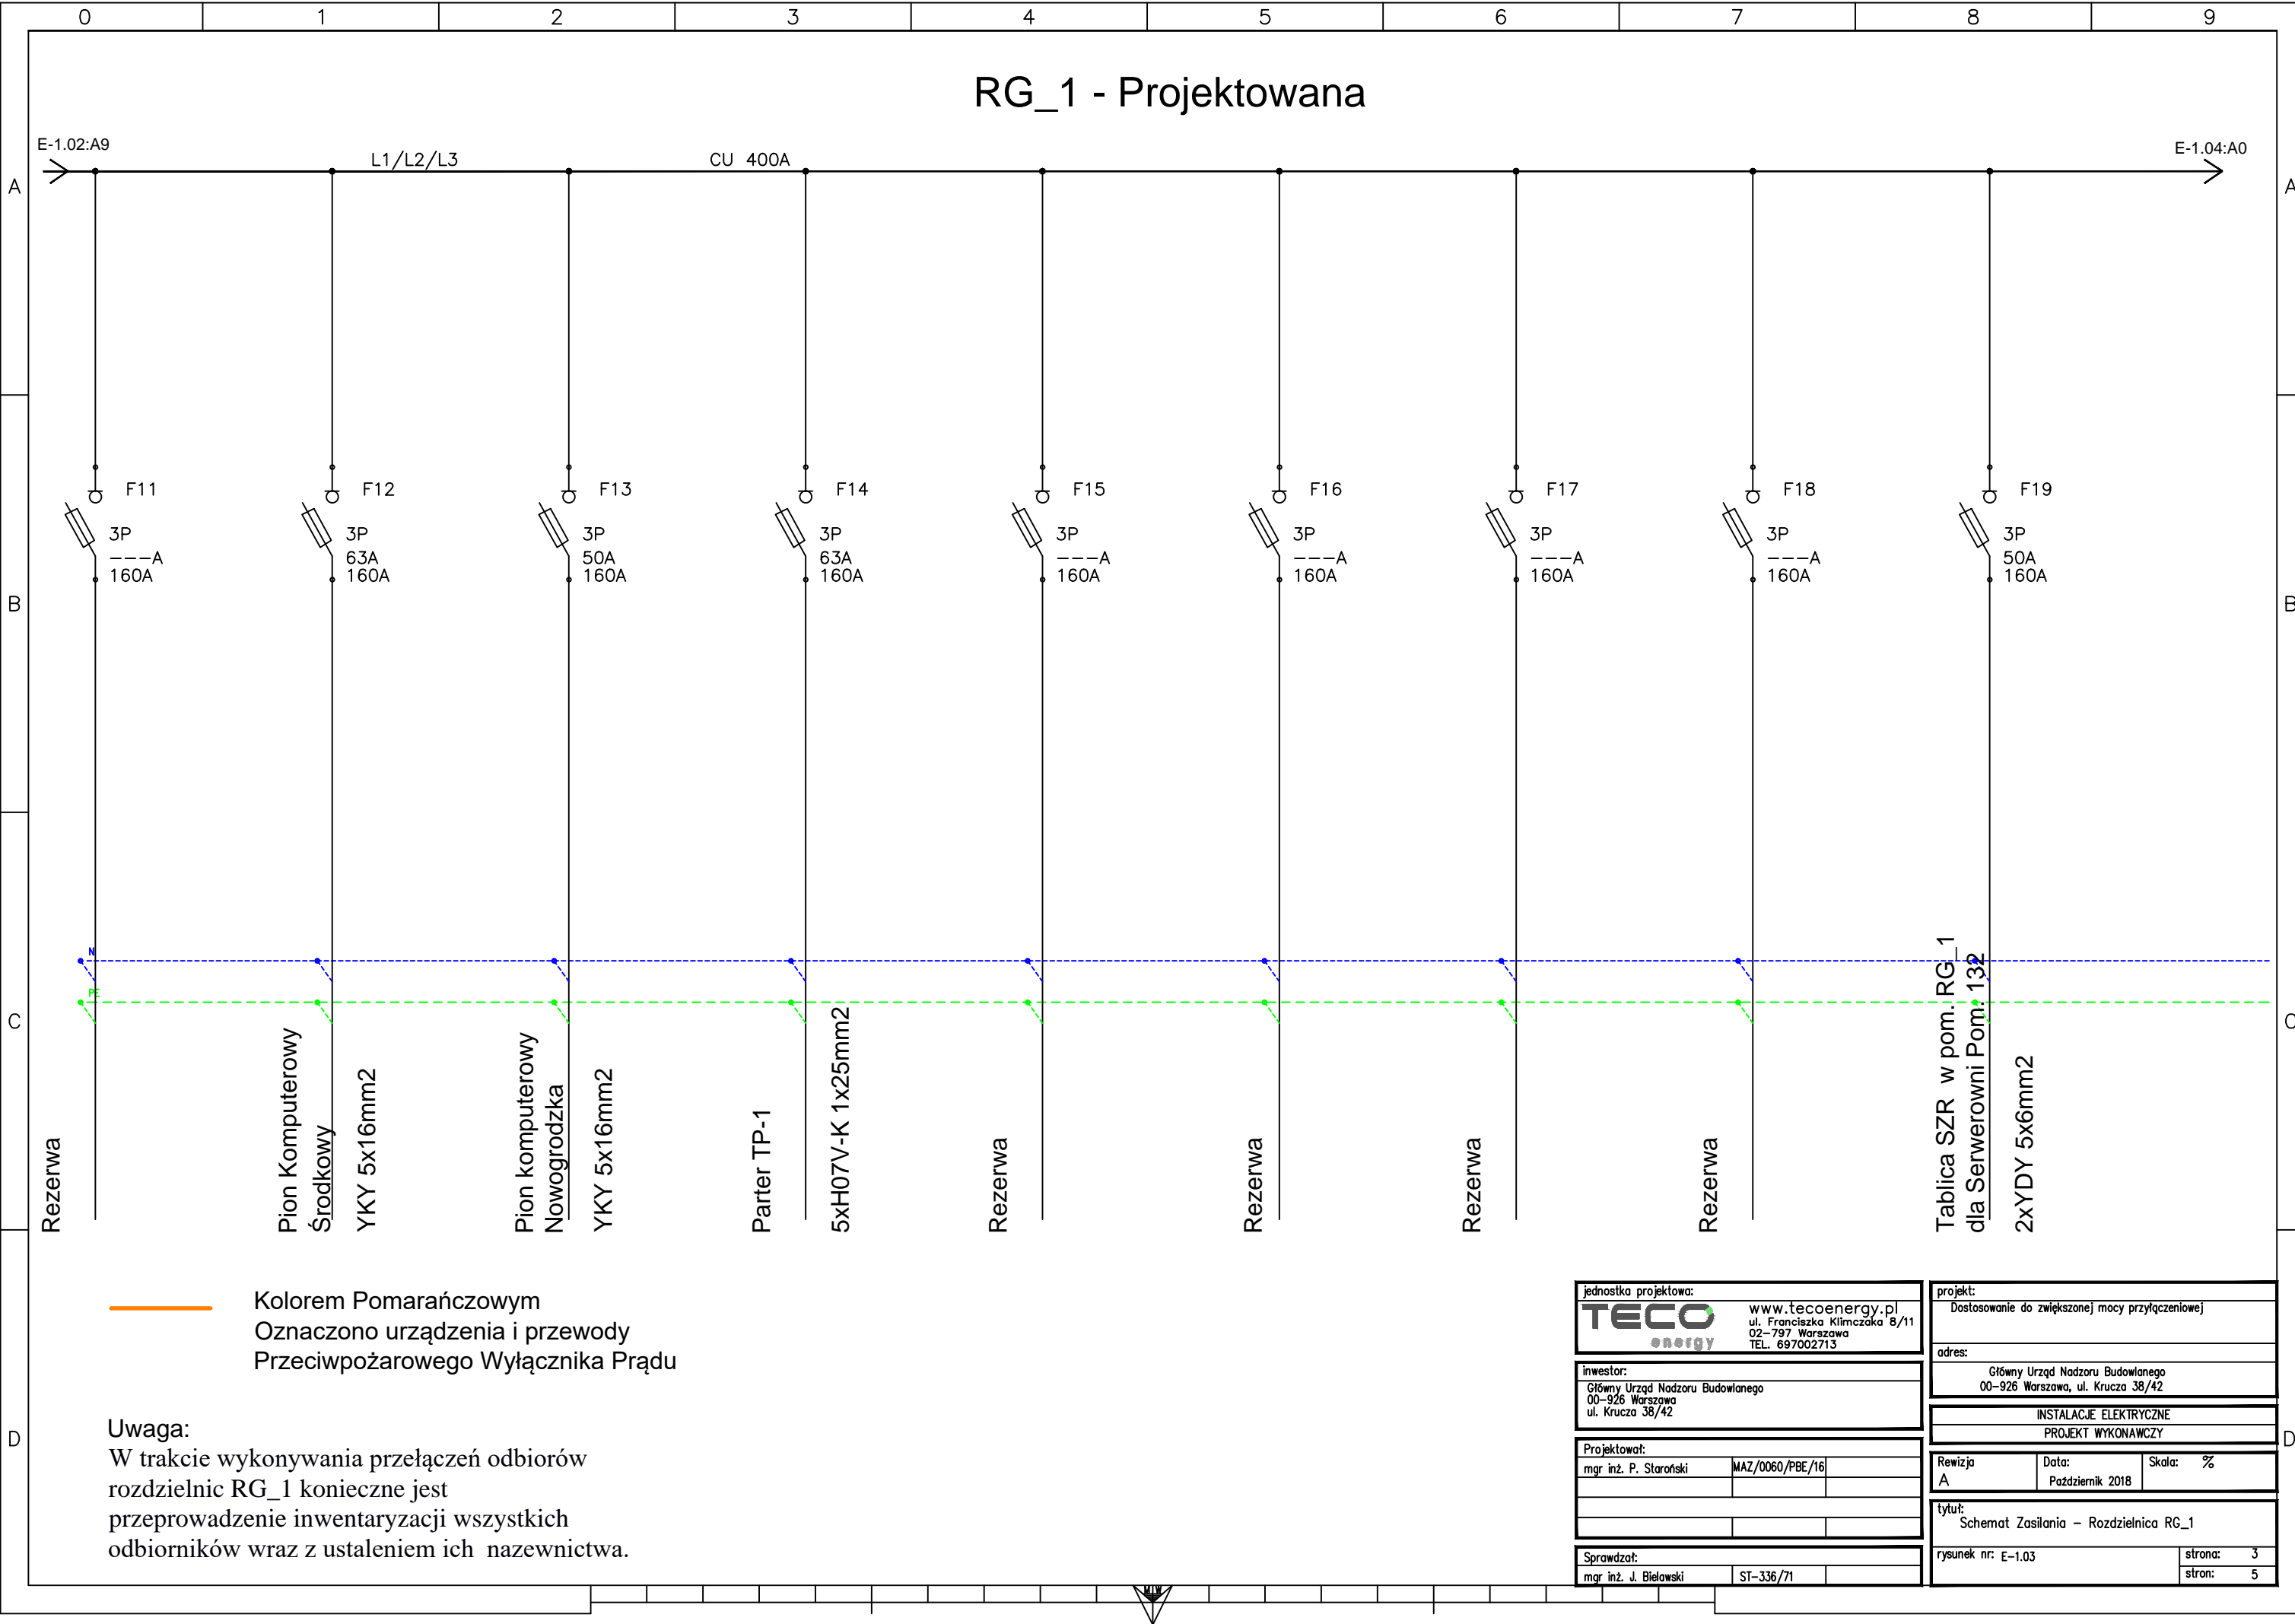 0 1 2 3 4 5 6 7 8 9
RG_1 - Projektowana
E-1.02:A9
L1/L2/L3
CU 400A
E-1.04:A0
A
A
F11
3P
---A
160A
F12
3P
63A
160A
F13
3P
50A
160A
F14
3P
63A
160A
F15
3P
---A
160A
F16
3P
---A
160A
F17
3P
---A
160A
F18
3P
---A
160A
F19
3P
50A
160A
B
B
N
PE
C
C
Rezerwa
Pion Komputerowy
Środkowy
YKY 5x16mm2
Pion komputerowy
Nowogrodzka
YKY 5x16mm2
Parter TP-1
5xH07V-K 1x25mm2
Rezerwa
Rezerwa
Rezerwa
Rezerwa
Tablica SZR w pom. RG_1
dla Serwerowni Pom. 132
2xYDY 5x6mm2
Kolorem Pomarańczowym
Oznaczono urządzenia i przewody
Przeciwpożarowego Wyłącznika Prądu
Uwaga:
W trakcie wykonywania przełączeń odbiorów
rozdzielnic RG_1 konieczne jest
przeprowadzenie inwentaryzacji wszystkich
odbiorników wraz z ustaleniem ich nazewnictwa.
D
D
jednostka projektowa:
TECO
energy
www.tecoenergy.pl
ul. Franciszka Klimczaka 8/11
02-797 Warszawa
TEL. 697002713
inwestor:
Główny Urząd Nadzoru Budowlanego
00-926 Warszawa
ul. Krucza 38/42
Projektował:
mgr inż. P. Staroński MAZ/0060/PBE/16
Sprawdzał:
mgr inż. J. Bielawski ST-336/71
projekt:
Dostosowanie do zwiększonej mocy przyłączeniowej
adres:
Główny Urząd Nadzoru Budowlanego
00-926 Warszawa, ul. Krucza 38/42
INSTALACJE ELEKTRYCZNE
PROJEKT WYKONAWCZY
Rewizja
A
Data:
Październik 2018
Skala: %
tytuł:
Schemat Zasilania - Rozdzielnica RG_1
rysunek nr: E-1.03
strona: 3
stron: 5